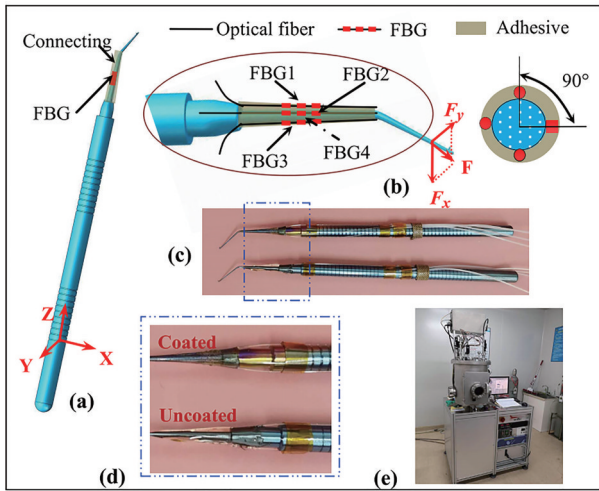 (a)
Connecting
FBG
Z
Y
X
Optical fiber
FBG
Adhesive
FBG1
FBG2
FBG3
FBG4
Fy
F
Fx
(b)
90°
(c)
Coated
Uncoated
(d)
(e)